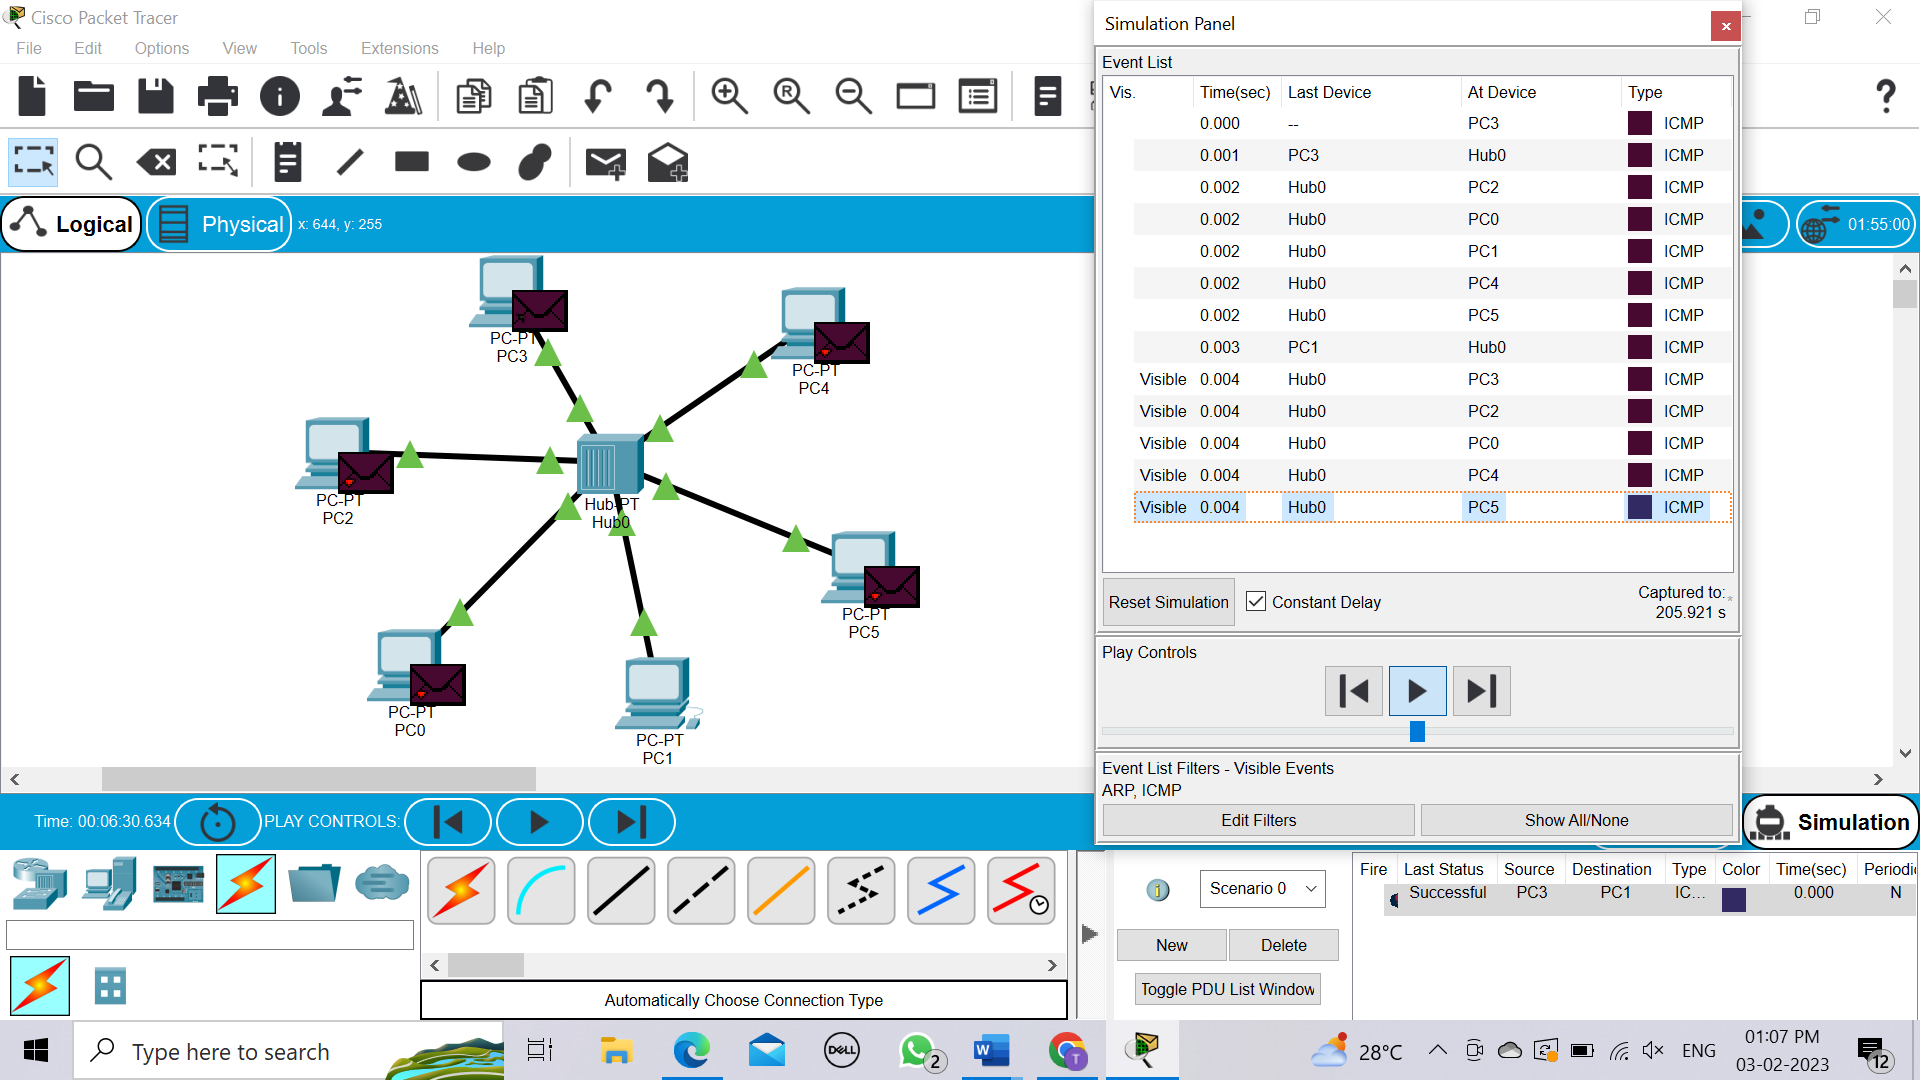 Cisco Packet Tracer
File Edit Options View Tools Extensions Help
Logical
Physical
x: 644, y: 255
01:55:00
PC-PT
PC3
PC-PT
PC4
PC-PT
PC2
Hub-PT
Hub0
PC-PT
PC5
PC-PT
PC0
PC-PT
PC1
Simulation Panel
Event List
Vis. Time(sec) Last Device At Device Type
0.000 -- PC3 ICMP
0.001 PC3 Hub0 ICMP
0.002 Hub0 PC2 ICMP
0.002 Hub0 PC0 ICMP
0.002 Hub0 PC1 ICMP
0.002 Hub0 PC4 ICMP
0.002 Hub0 PC5 ICMP
0.003 PC1 Hub0 ICMP
Visible 0.004 Hub0 PC3 ICMP
Visible 0.004 Hub0 PC2 ICMP
Visible 0.004 Hub0 PC0 ICMP
Visible 0.004 Hub0 PC4 ICMP
Visible 0.004 Hub0 PC5 ICMP
Reset Simulation
Constant Delay
Captured to:
205.921 s
Play Controls
Event List Filters - Visible Events
ARP, ICMP
Edit Filters
Show All/None
Time: 00:06:30.634
PLAY CONTROLS:
Simulation
Automatically Choose Connection Type
Scenario 0
New
Delete
Toggle PDU List Window
Fire Last Status Source Destination Type Color Time(sec) Periodic
Successful PC3 PC1 IC... 0.000 N
Type here to search
DELL
2
28°C
ENG
01:07 PM
03-02-2023
12